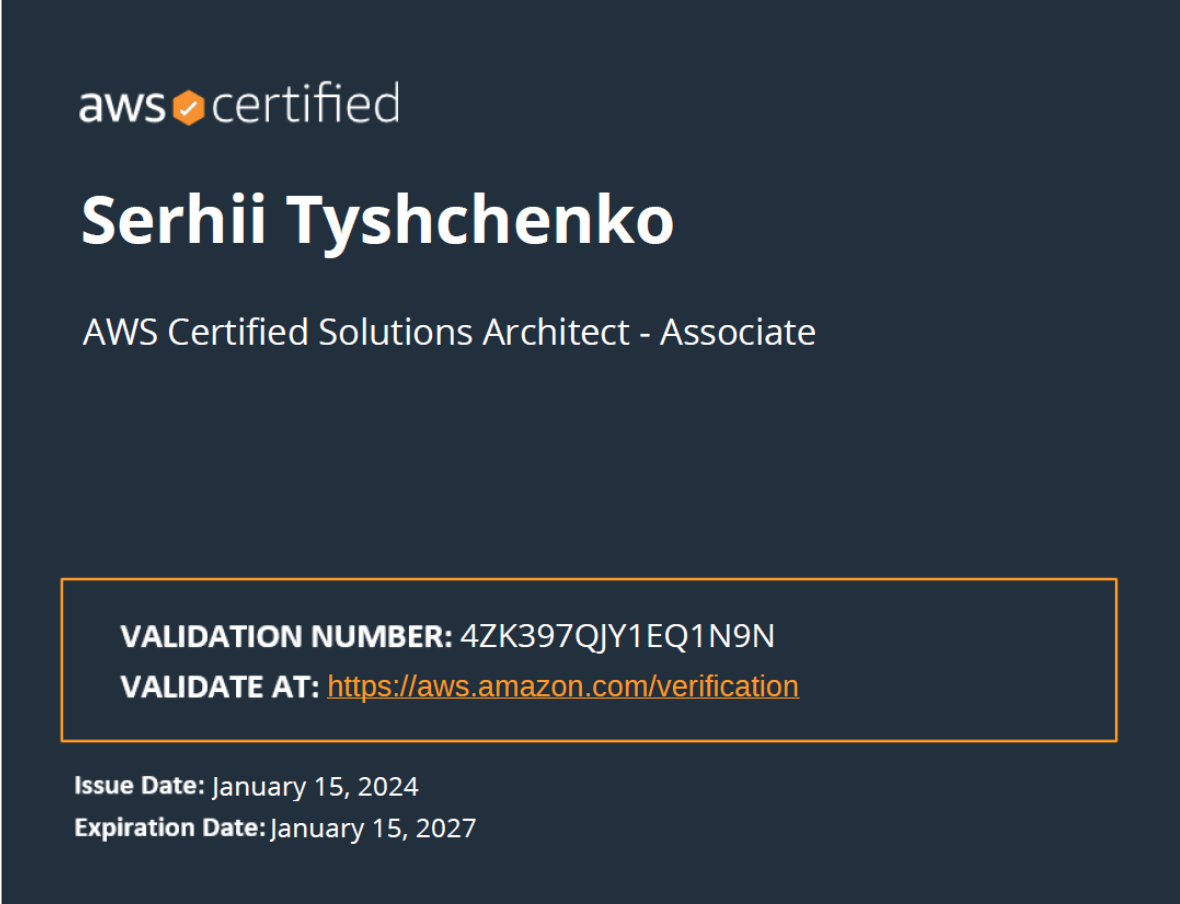 aws certified
Serhii Tyshchenko
AWS Certified Solutions Architect - Associate
VALIDATION NUMBER: 4ZK397QJY1EQ1N9N
VALIDATE AT: https://aws.amazon.com/verification
Issue Date: January 15, 2024
Expiration Date: January 15, 2027